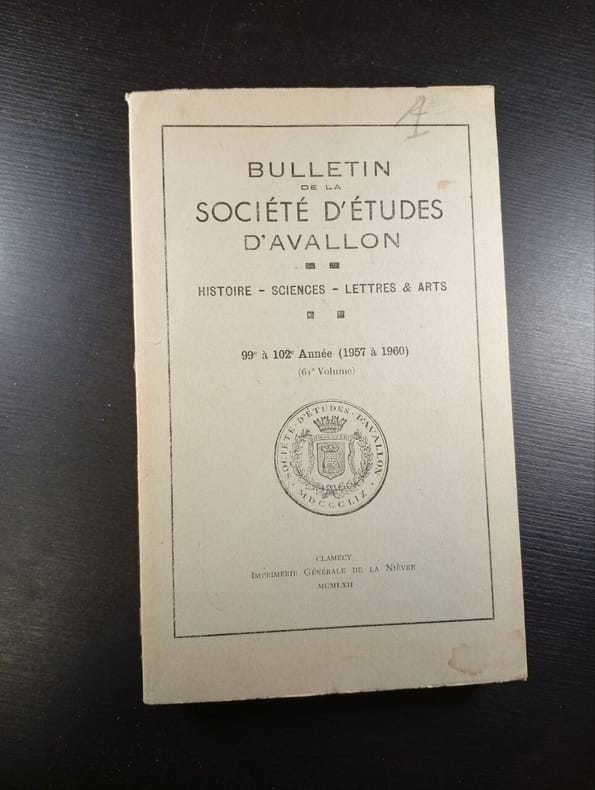 BULLETIN
DE LA
SOCIÉTÉ D'ÉTUDES
D'AVALLON
HISTOIRE - SCIENCES - LETTRES & ARTS
99e à 102e Année (1957 à 1960)
(61e Volume)
SOCIÉTÉ·D'ÉTUDES·D'AVALLON
· MDCCCLIX ·
CLAMECY
IMPRIMERIE GÉNÉRALE DE LA NIÈVRE
MCMLXII